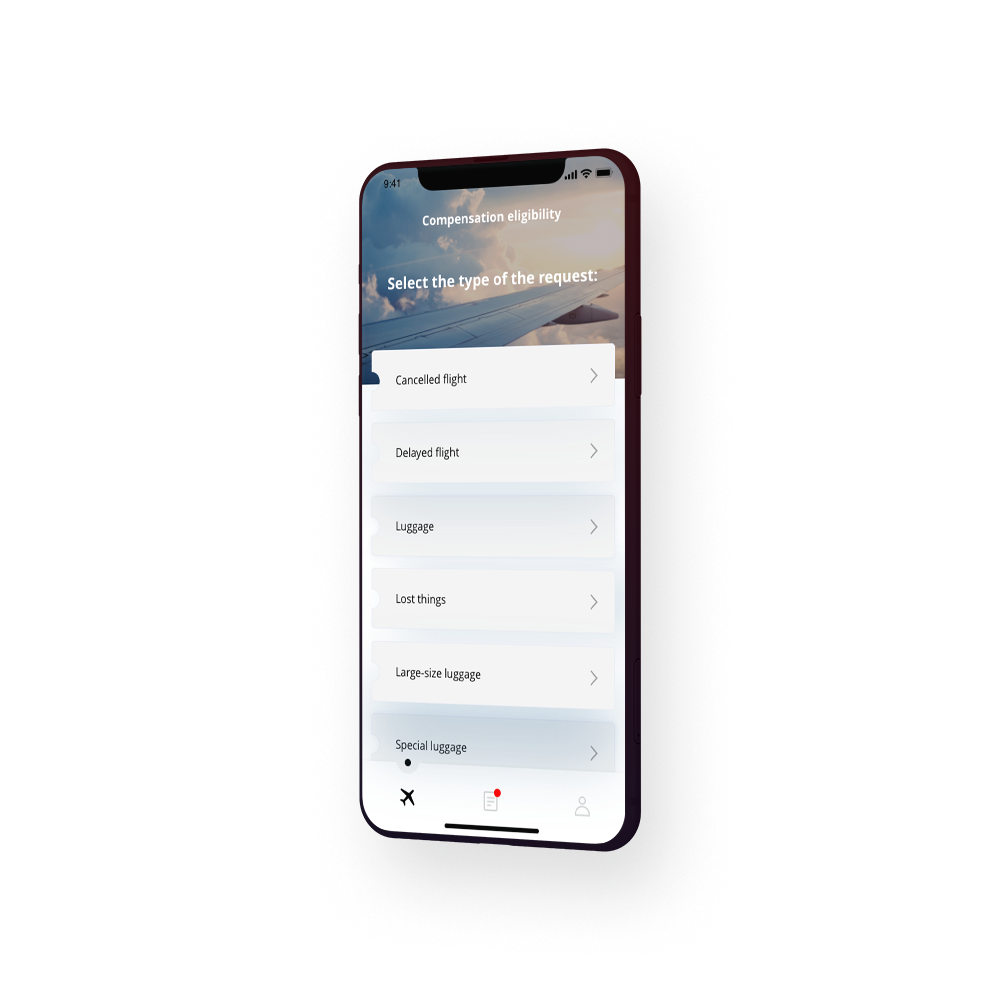 9:41
Compensation eligibility
Select the type of the request:
Cancelled flight
Delayed flight
Luggage
Lost things
Large-size luggage
Special luggage